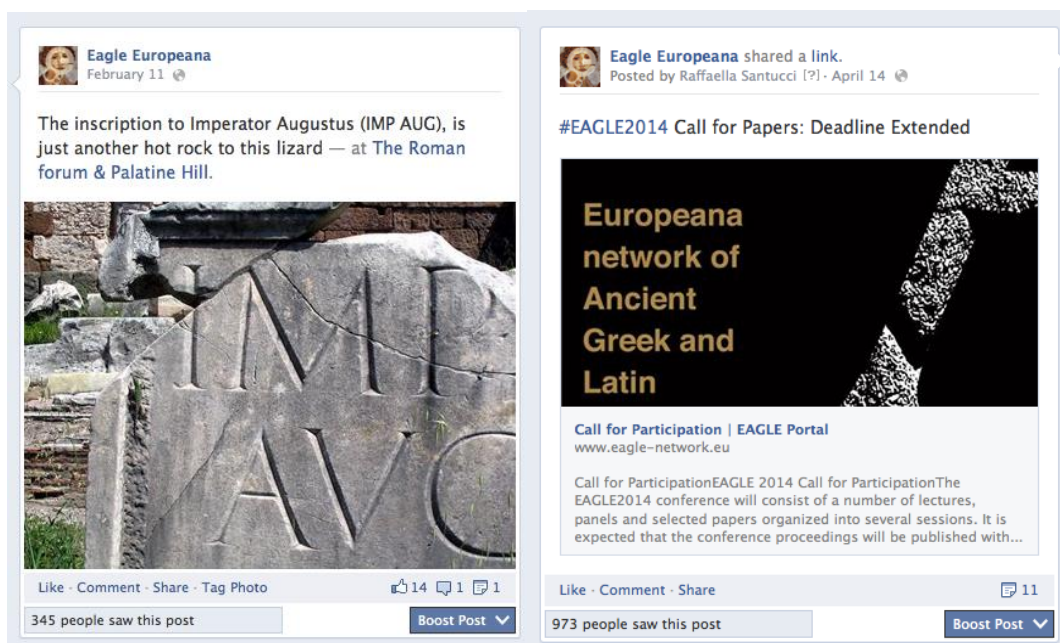 Eagle Europeana
February 11
The inscription to Imperator Augustus (IMP AUG), is
just another hot rock to this lizard — at The Roman
forum & Palatine Hill.
IMP
AVG
Like · Comment · Share · Tag Photo
14 1 1
345 people saw this post
Boost Post
Eagle Europeana shared a link.
Posted by Raffaella Santucci [?] · April 14
#EAGLE2014 Call for Papers: Deadline Extended
Europeana
network of
Ancient
Greek and
Latin
Call for Participation | EAGLE Portal
www.eagle-network.eu
Call for ParticipationEAGLE 2014 Call for ParticipationThe
EAGLE2014 conference will consist of a number of lectures,
panels and selected papers organized into several sessions. It is
expected that the conference proceedings will be published with...
Like · Comment · Share
11
973 people saw this post
Boost Post